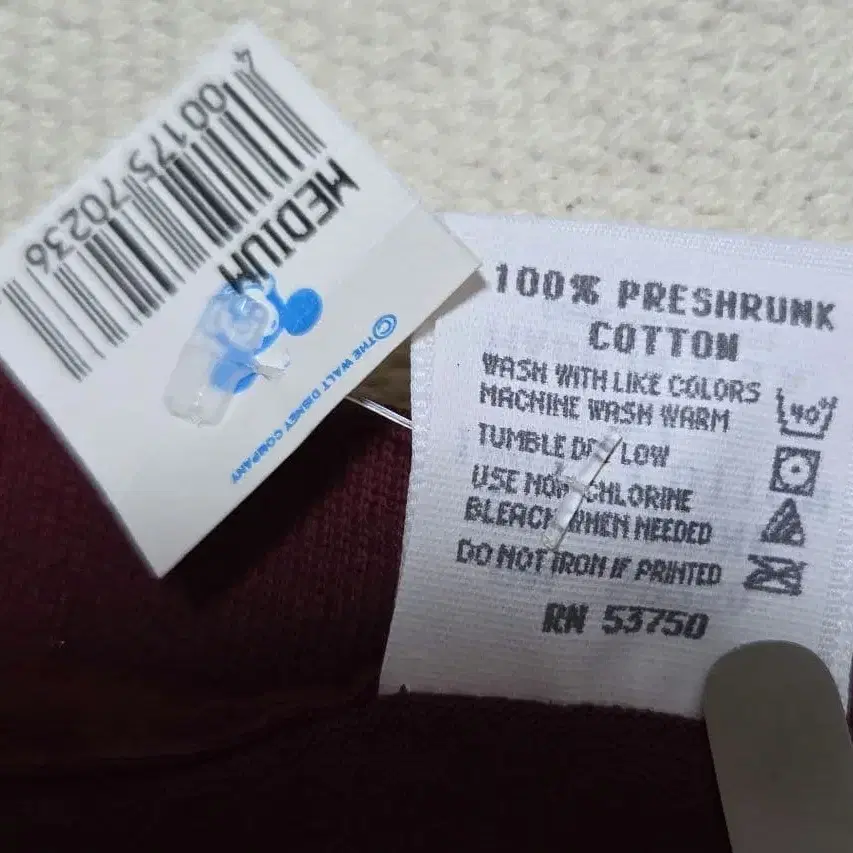 4 00175 70236
MEDIUM
© THE WALT DISNEY COMPANY
100% PRESHRUNK
COTTON
WASH WITH LIKE COLORS
MACHINE WASH WARM
40
TUMBLE DRY LOW
USE NON CHLORINE
BLEACH WHEN NEEDED
DO NOT IRON IF PRINTED
RN 53750